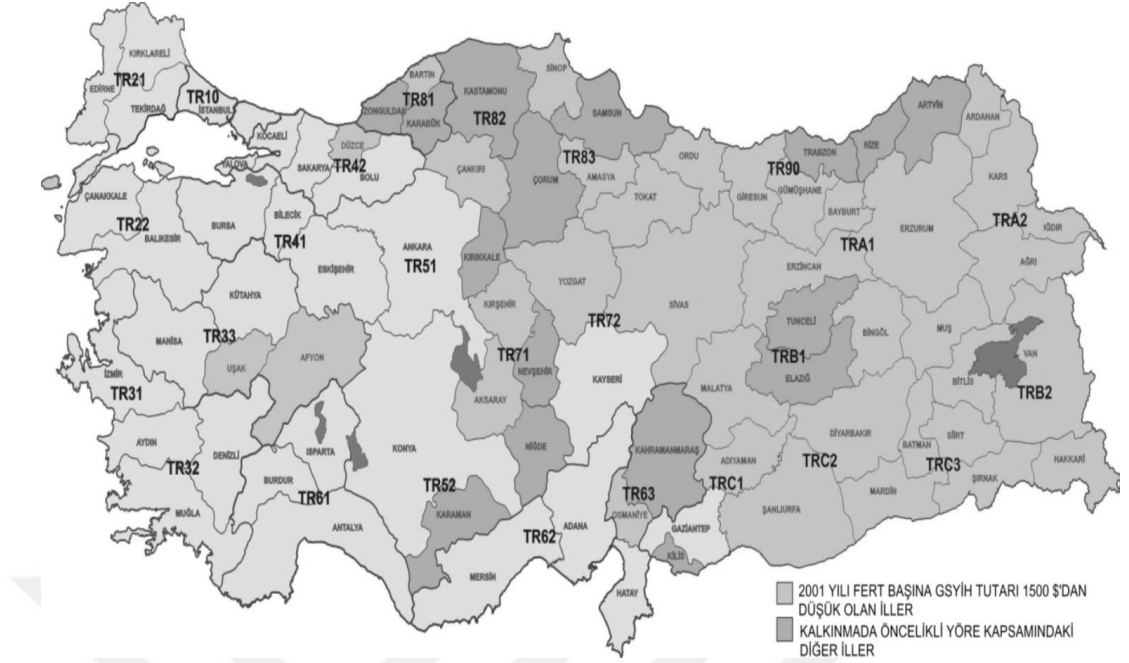 KIRKLARELİ
EDİRNE
TR21
TEKİRDAĞ
TR10
İSTANBUL
KOCAELİ
YALOVA
SAKARYA
DÜZCE
TR42
BOLU
BARTIN
TR81
ZONGULDAK
KARABÜK
KASTAMONU
TR82
SİNOP
SAMSUN
ÇANKIRI
ÇORUM
TR83
AMASYA
ORDU
TOKAT
GİRESUN
TR90
TRABZON
GÜMÜŞHANE
RİZE
ARTVİN
ARDAHAN
KARS
BAYBURT
TRA1
ERZURUM
TRA2
IĞDIR
AĞRI
ERZİNCAN
ÇANAKKALE
TR22
BALIKESİR
BURSA
BİLECİK
TR41
ESKİŞEHİR
ANKARA
TR51
KIRIKKALE
YOZGAT
KIRŞEHİR
SİVAS
TR72
KÜTAHYA
TR33
MANİSA
UŞAK
AFYON
İZMİR
TR31
TR71
NEVŞEHİR
AKSARAY
KAYSERİ
NİĞDE
MALATYA
TUNCELİ
TRB1
ELAZIĞ
BİNGÖL
MUŞ
VAN
BİTLİS
TRB2
AYDIN
TR32
DENİZLİ
MUĞLA
ISPARTA
BURDUR
TR61
ANTALYA
KONYA
TR52
KARAMAN
MERSİN
TR62
ADANA
KAHRAMANMARAŞ
TR63
OSMANİYE
HATAY
ADIYAMAN
TRC1
GAZİANTEP
KİLİS
ŞANLIURFA
DİYARBAKIR
TRC2
MARDİN
BATMAN
SİİRT
TRC3
ŞIRNAK
HAKKARİ
2001 YILI FERT BAŞINA GSYİH TUTARI 1500 $'DAN
DÜŞÜK OLAN İLLER
KALKINMADA ÖNCELİKLİ YÖRE KAPSAMINDAKİ
DİĞER İLLER